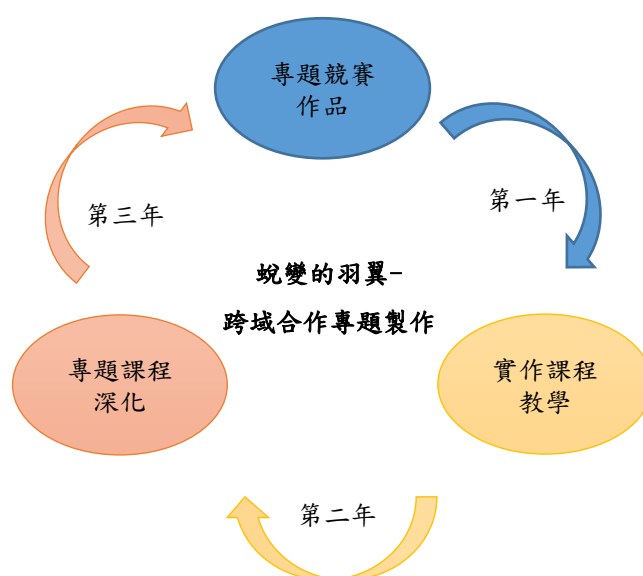 專題競賽
作品
第一年
第三年
蛻變的羽翼-
跨域合作專題製作
專題課程
深化
實作課程
教學
第二年